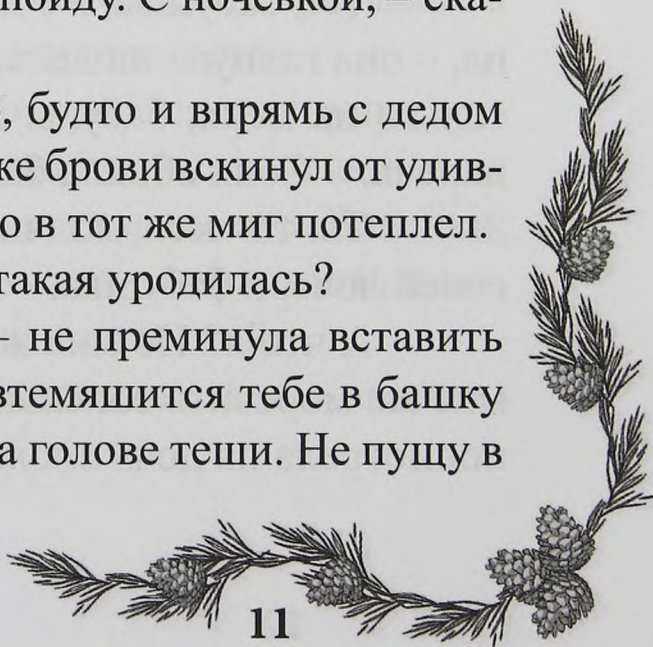 пойду. С ночевкой, – ска-
, будто и впрямь с дедом
же брови вскинул от удив-
о в тот же миг потеплел.
такая уродилась?
– не преминула вставить
втемяшится тебе в башку
а голове теши. Не пущу в
11